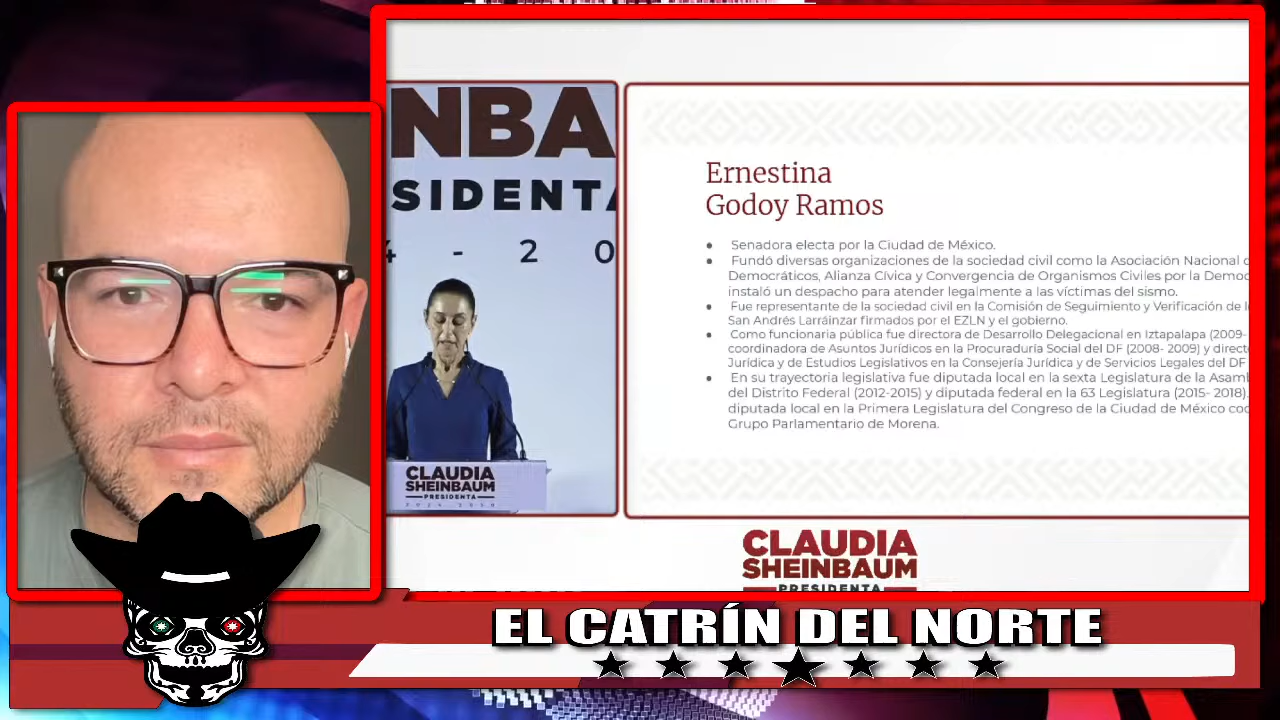 NBA
SIDENTA
4 - 20
CLAUDIA
SHEINBAUM
PRESIDENTA
Ernestina
Godoy Ramos
• Senadora electa por la Ciudad de México.
• Fundó diversas organizaciones de la sociedad civil como la Asociación Nacional d
Democráticos, Alianza Cívica y Convergencia de Organismos Civiles por la Democ
instaló un despacho para atender legalmente a las víctimas del sismo.
• Fue representante de la sociedad civil en la Comisión de Seguimiento y Verificación de l
San Andrés Larráinzar firmados por el EZLN y el gobierno.
• Como funcionaria pública fue directora de Desarrollo Delegacional en Iztapalapa (2009-
coordinadora de Asuntos Jurídicos en la Procuraduría Social del DF (2008- 2009) y direct
Jurídica y de Estudios Legislativos en la Consejería Jurídica y de Servicios Legales del DF
• En su trayectoria legislativa fue diputada local en la sexta Legislatura de la Asamb
del Distrito Federal (2012-2015) y diputada federal en la 63 Legislatura (2015- 2018).
diputada local en la Primera Legislatura del Congreso de la Ciudad de México coo
Grupo Parlamentario de Morena.
CLAUDIA
SHEINBAUM
PRESIDENTA
EL CATRÍN DEL NORTE